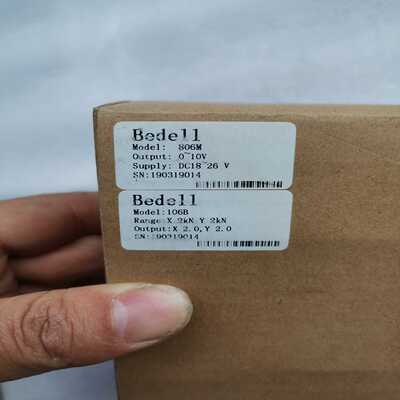 Bedell
Model: 806M
Output: 0~10V
Supply: DC18~26 V
SN:190319014
Bedell
Model:106B
Range:X 2kN Y 2kN
Output:X 2.0,Y 2.0
SN:190319014